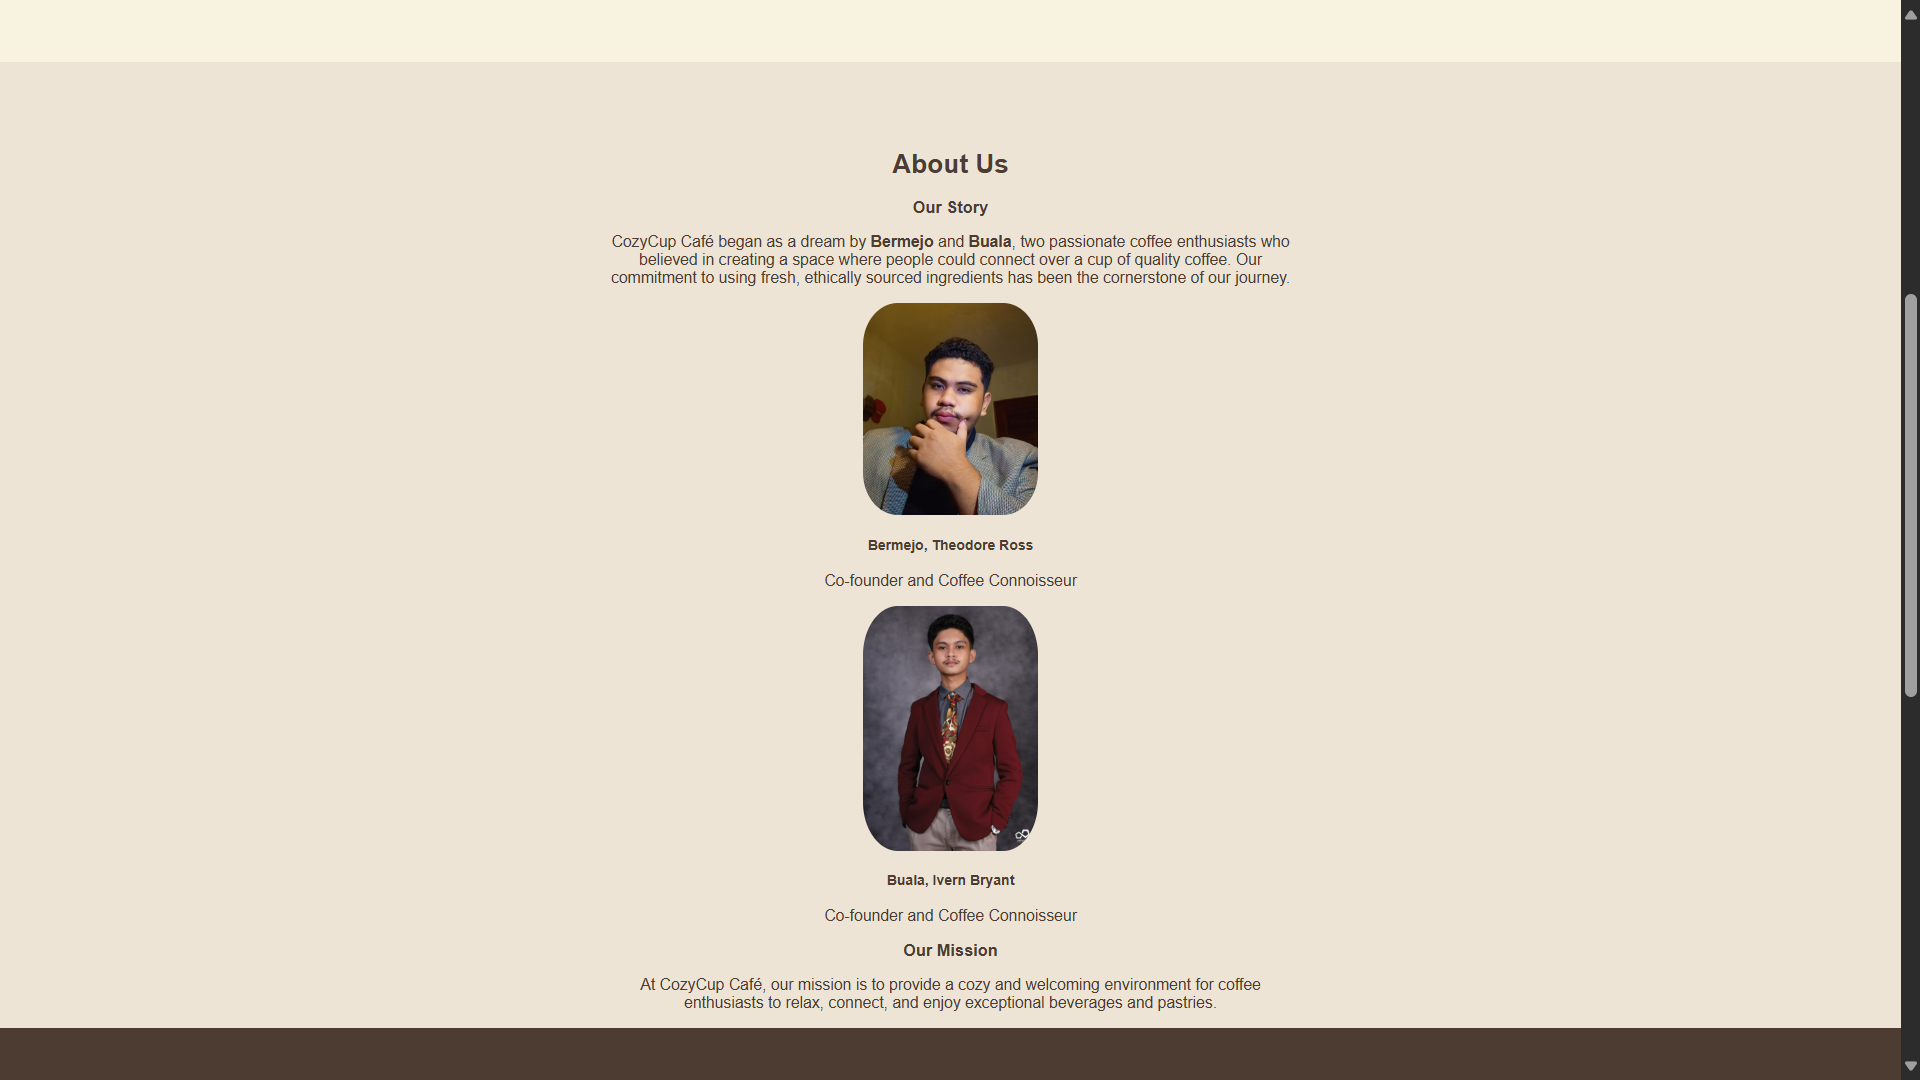 About Us
Our Story
CozyCup Café began as a dream by Bermejo and Buala, two passionate coffee enthusiasts who
believed in creating a space where people could connect over a cup of quality coffee. Our
commitment to using fresh, ethically sourced ingredients has been the cornerstone of our journey.
Bermejo, Theodore Ross
Co-founder and Coffee Connoisseur
Buala, Ivern Bryant
Co-founder and Coffee Connoisseur
Our Mission
At CozyCup Café, our mission is to provide a cozy and welcoming environment for coffee
enthusiasts to relax, connect, and enjoy exceptional beverages and pastries.